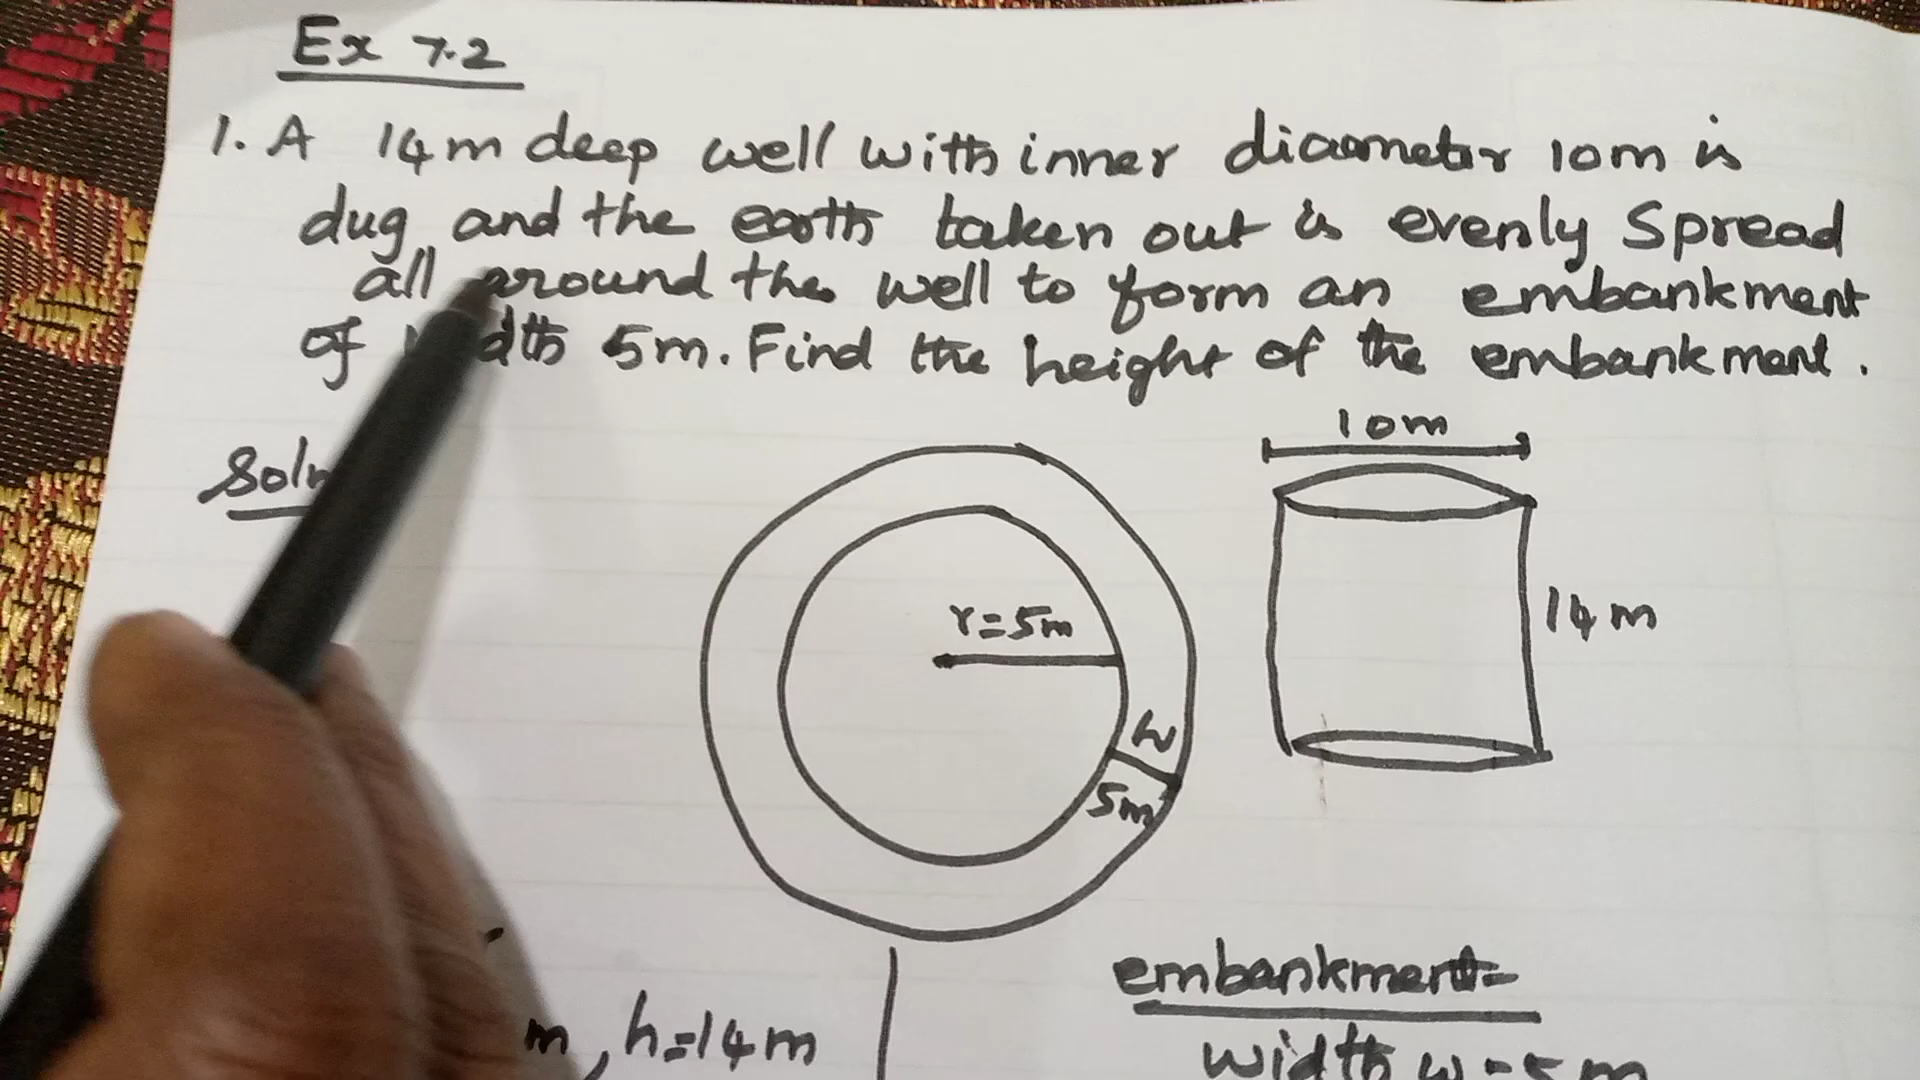 Ex 7.2
1. A 14m deep well with inner diameter 10m is
dug and the earth taken out is evenly spread
all around the well to form an embankment
of 5m. Find the height of the embankment.
Soln
10m
r=5m
14m
w
5m
embankment=
m, h=14m
width w=5m